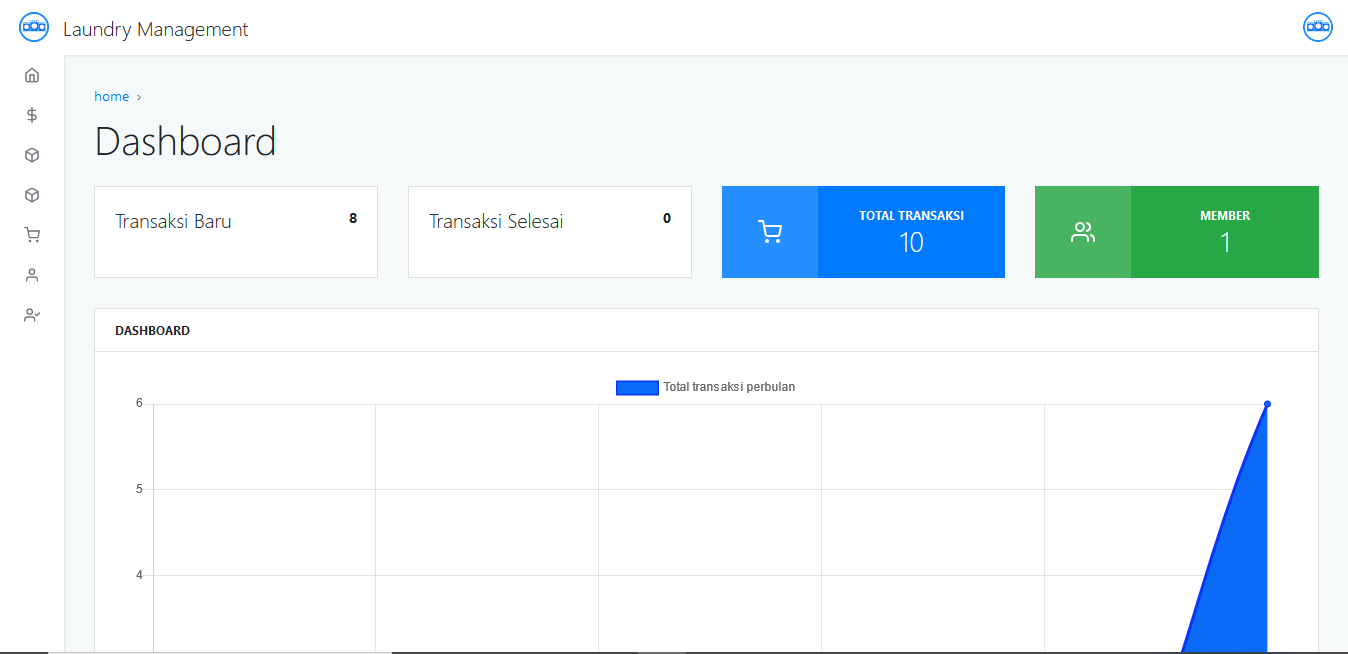 Laundry Management
home ›
Dashboard
Transaksi Baru 8
Transaksi Selesai 0
TOTAL TRANSAKSI
10
MEMBER
1
DASHBOARD
Total transaksi perbulan
6
5
4